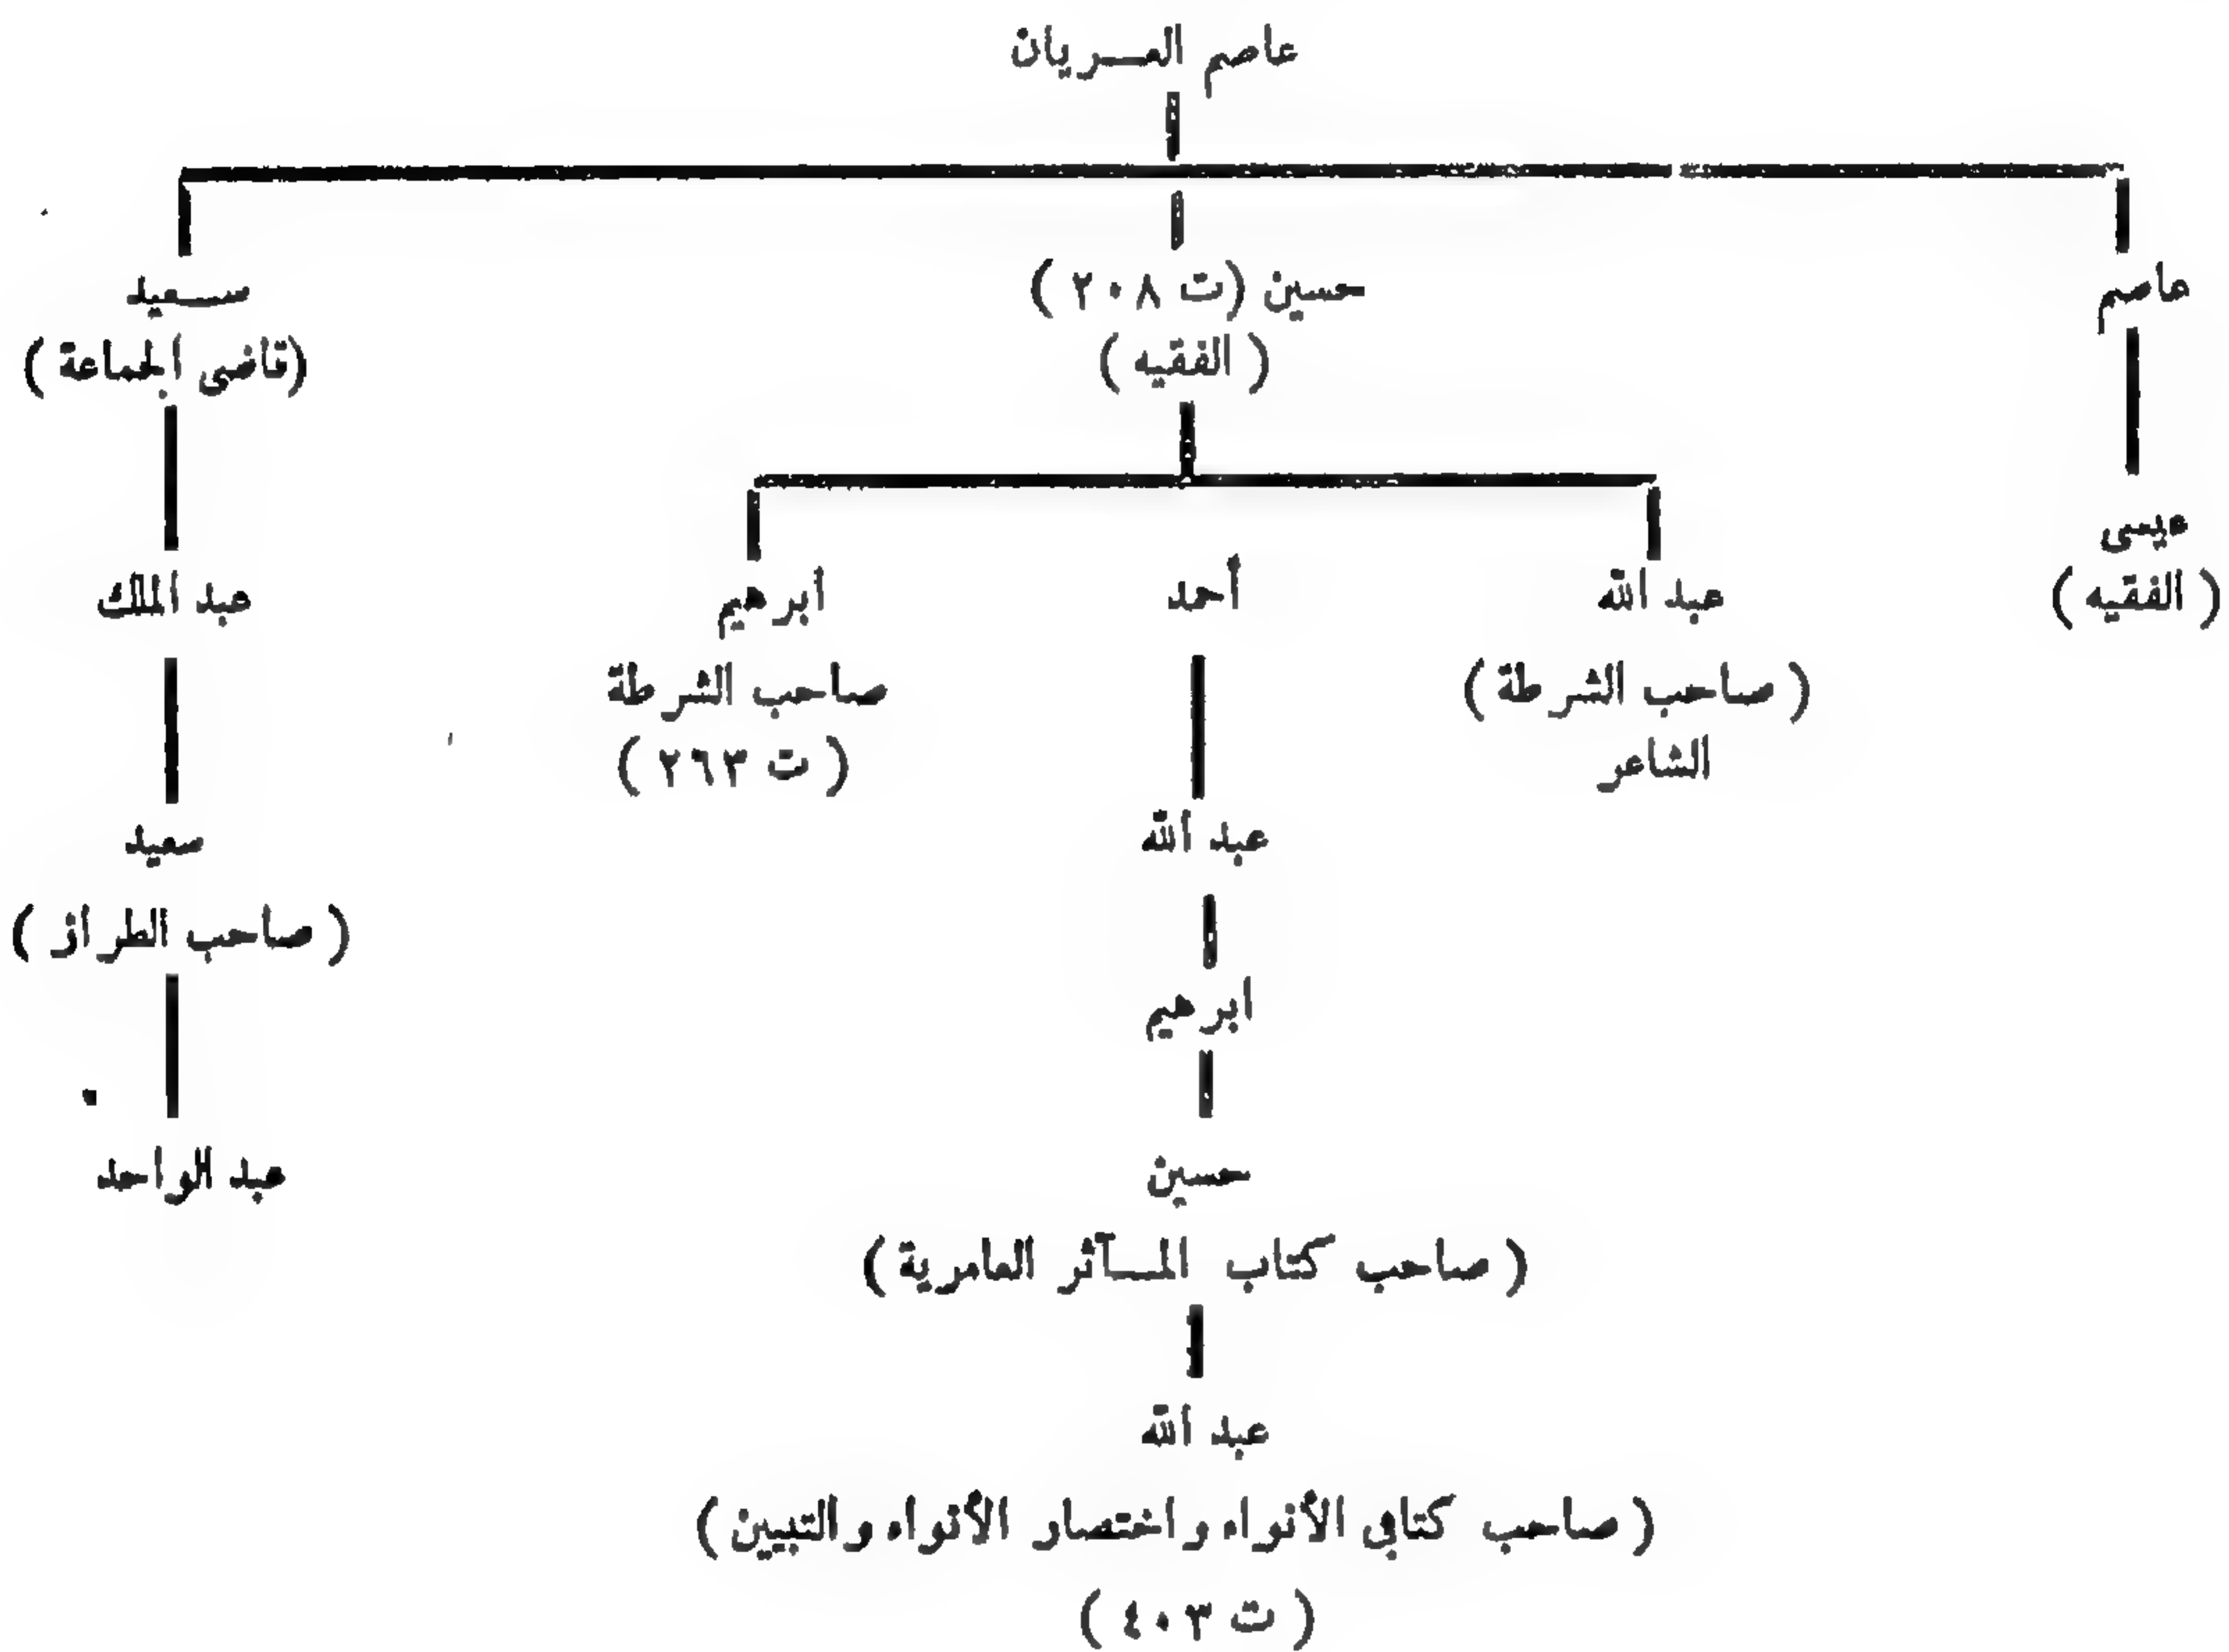 عاصم العريان
عاصم
حسين (ت ٢٠٨)
سعيد
(الفقيه)
(قاضي الجماعة)
عيسى
(الفقيه)
عبد الله
أحمد
ابرهيم
عبد الملك
(صاحب الشرطة)
صاحب الشرطة
الشاعر
(ت ٢٦٣)
عبد الله
سعيد
(صاحب الطراز)
ابرهيم
حسين
عبد الواحد
(صاحب كتاب المآثر العامرية)
عبد الله
(صاحب كتابي الأنواء واختصار الأنواء والتبيين)
(ت ٤٠٣)